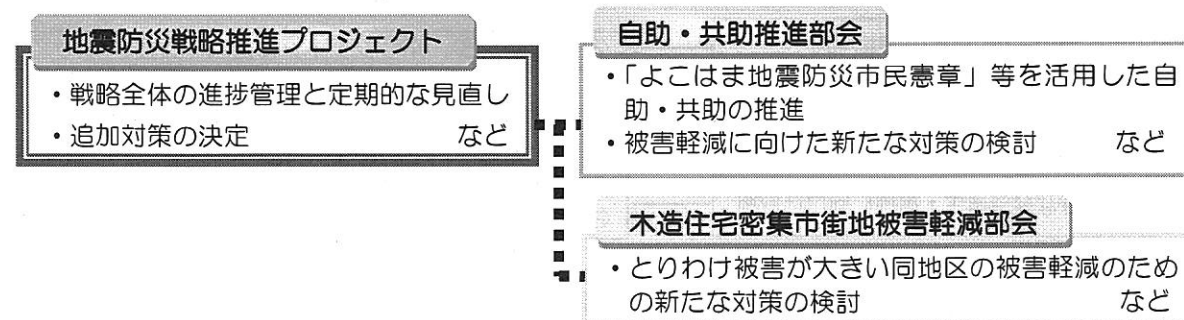 地震防災戦略推進プロジェクト
・戦略全体の進捗管理と定期的な見直し
・追加対策の決定 など
自助・共助推進部会
・「よこはま地震防災市民憲章」等を活用した自
助・共助の推進
・被害軽減に向けた新たな対策の検討 など
木造住宅密集市街地被害軽減部会
・とりわけ被害が大きい同地区の被害軽減のため
の新たな対策の検討 など